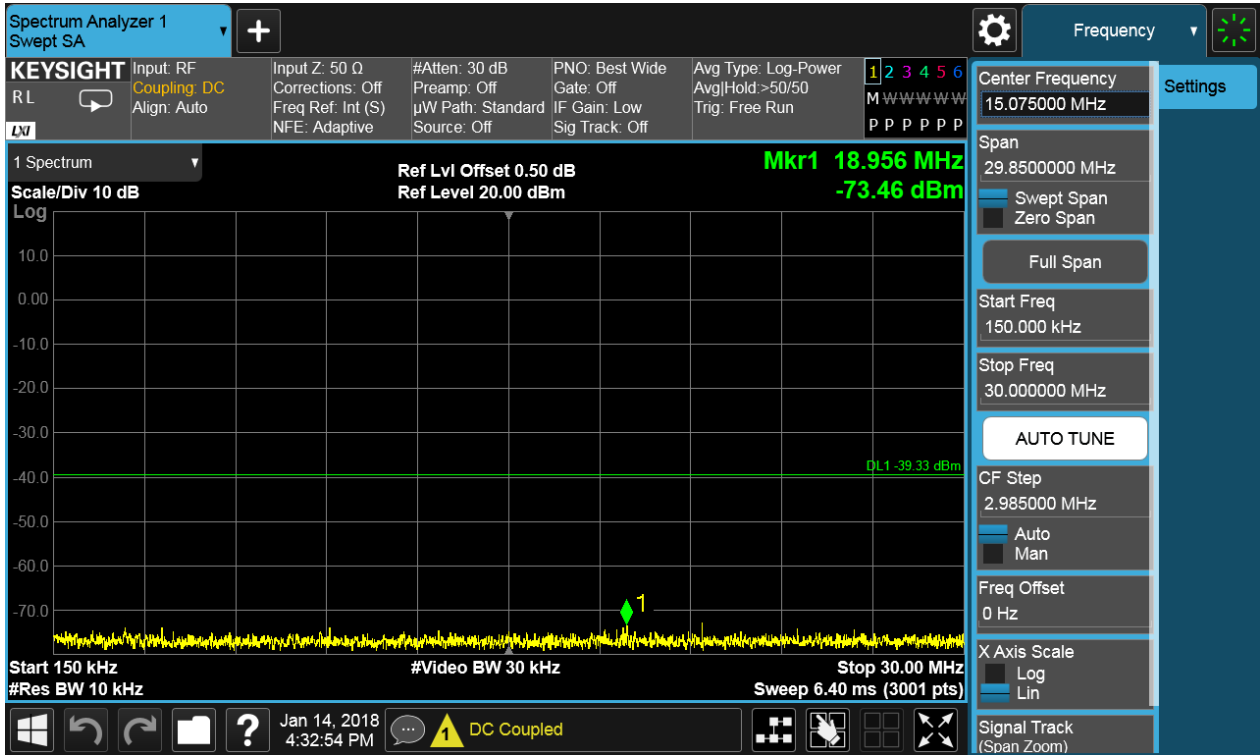 Spectrum Analyzer 1
Swept SA
Frequency
KEYSIGHT
RL
LXI
Input: RF
Coupling: DC
Align: Auto
Input Z: 50 Ω
Corrections: Off
Freq Ref: Int (S)
NFE: Adaptive
#Atten: 30 dB
Preamp: Off
µW Path: Standard
Source: Off
PNO: Best Wide
Gate: Off
IF Gain: Low
Sig Track: Off
Avg Type: Log-Power
Avg|Hold:>50/50
Trig: Free Run
1 2 3 4 5 6
M W W W W W
P P P P P P
1 Spectrum
Scale/Div 10 dB
Log
Ref Lvl Offset 0.50 dB
Ref Level 20.00 dBm
Mkr1 18.956 MHz
-73.46 dBm
10.0
0.00
-10.0
-20.0
-30.0
-40.0
-50.0
-60.0
-70.0
DL1 -39.33 dBm
1
Start 150 kHz
#Video BW 30 kHz
Stop 30.00 MHz
#Res BW 10 kHz
Sweep 6.40 ms (3001 pts)
Center Frequency
15.075000 MHz
Span
29.8500000 MHz
Swept Span
Zero Span
Full Span
Start Freq
150.000 kHz
Stop Freq
30.000000 MHz
AUTO TUNE
CF Step
2.985000 MHz
Auto
Man
Freq Offset
0 Hz
X Axis Scale
Log
Lin
Signal Track
(Span Zoom)
Settings
?
Jan 14, 2018
4:32:54 PM
1
DC Coupled